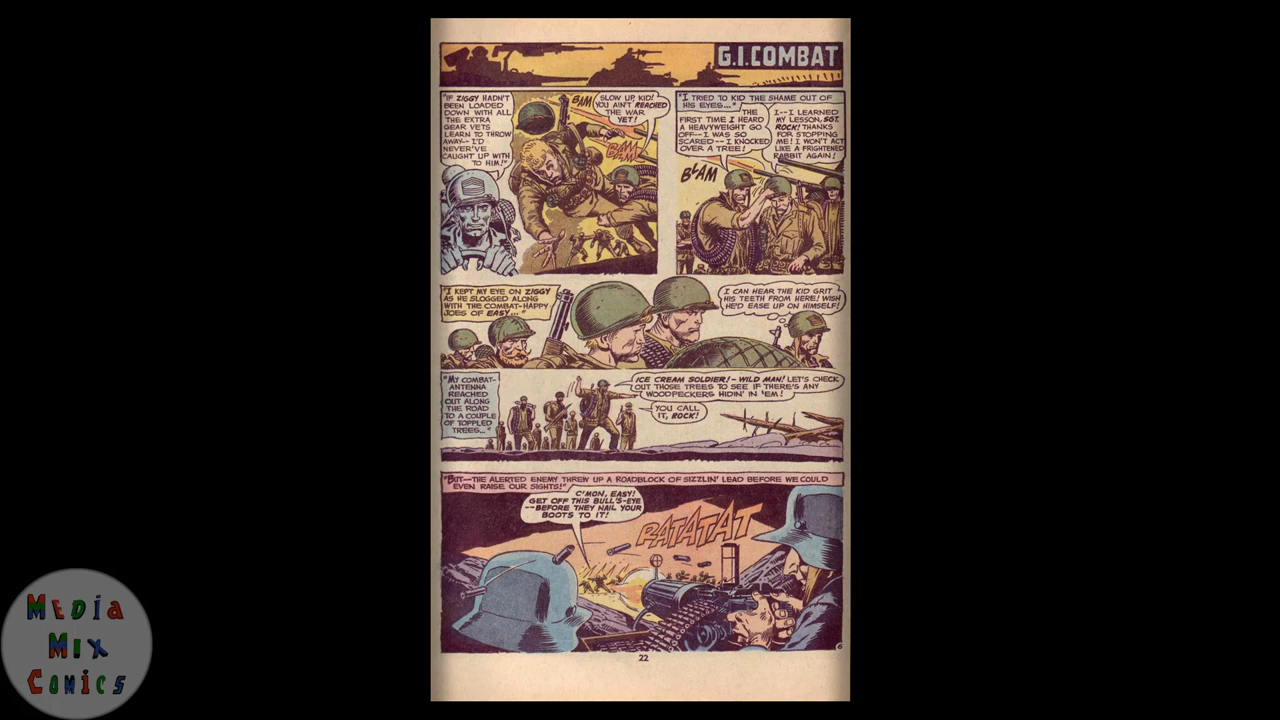 G.I. COMBAT
"IF ZIGGY HADN'T
BEEN LOADED
DOWN WITH ALL
THE EXTRA
GEAR VETS
LEARN TO THROW
AWAY--I'D
NEVER'VE
CAUGHT UP WITH
TO HIM!"
BAM
SLOW UP, KID!
YOU AIN'T REACHED
THE WAR
YET!
BAM
BAM
"I TRIED TO KID THE SHAME OUT OF
HIS EYES..."
THE
FIRST TIME I HEARD
A HEAVYWEIGHT GO
OFF--I WAS SO
SCARED--I KNOCKED
OVER A TREE!
I--I LEARNED
MY LESSON, SGT.
ROCK! THANKS
FOR STOPPING
ME! I WON'T ACT
LIKE A FRIGHTENED
RABBIT AGAIN!
BLAM
"I KEPT MY EYE ON ZIGGY
AS HE SLOGGED ALONG
WITH THE COMBAT-HAPPY
JOES OF EASY..."
I CAN HEAR THE KID GRIT
HIS TEETH FROM HERE! WISH
HE'D EASE UP ON HIMSELF!
"MY COMBAT-
ANTENNA
REACHED
OUT ALONG
THE ROAD
TO A COUPLE
OF TOPPLED
TREES..."
ICE CREAM SOLDIER!--WILD MAN! LET'S CHECK
OUT THOSE TREES TO SEE IF THERE'S ANY
WOODPECKERS HIDIN' IN 'EM!
YOU CALL
IT, ROCK!
"BUT--THE ALERTED ENEMY THREW UP A ROADBLOCK OF SIZZLIN' LEAD BEFORE WE COULD
EVEN RAISE OUR SIGHTS!"
C'MON, EASY!
GET OFF THIS BULL'S-EYE
--BEFORE THEY NAIL YOUR
BOOTS TO IT!
RATATAT
6
22
MEDIA
MIX
COMICS